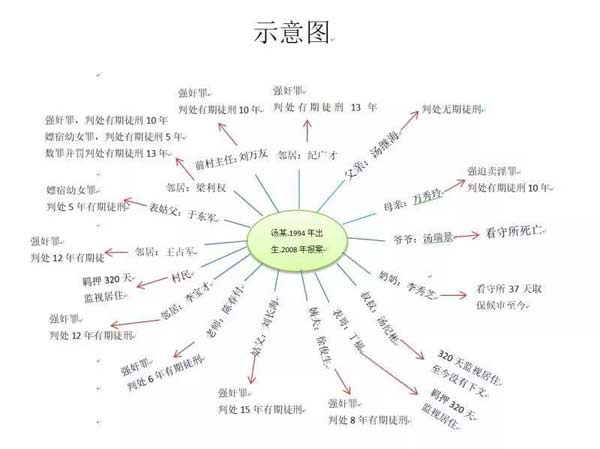 示意图
强奸罪
判处有期徒刑 10 年
强奸罪
判处有期徒刑 13 年
判处无期徒刑
强奸罪，判处有期徒刑 10 年
嫖宿幼女罪，判处有期徒刑 5 年
数罪并罚判处有期徒刑 13 年
前村主任：刘万友
邻居：纪广才
父亲：汤继海
强迫卖淫罪
判处有期徒刑 10 年
邻居：梁利权
母亲：万秀玲
嫖宿幼女罪
判处 5 年有期徒刑
表姑父：于东军
汤某,1994 年出
生,2008 年报案
爷爷：汤瑞景
看守所死亡
强奸罪
判处 12 年有期徒
邻居：王占军
奶奶：李秀芝
看守所 37 天取
保候审至今
羁押 320 天
监视居住
村民
强奸罪
判处 12 年有期徒刑
邻居：李宝才
叔叔：汤纪彬
320 天监视居住
至今没有下文
强奸罪
判处 6 年有期徒刑
老师：陈春付
姑父：刘长海
姨夫：徐俊生
表哥：丁福
羁押 320 天
监视居住
强奸罪
判处 15 年有期徒刑
强奸罪
判处 8 年有期徒刑